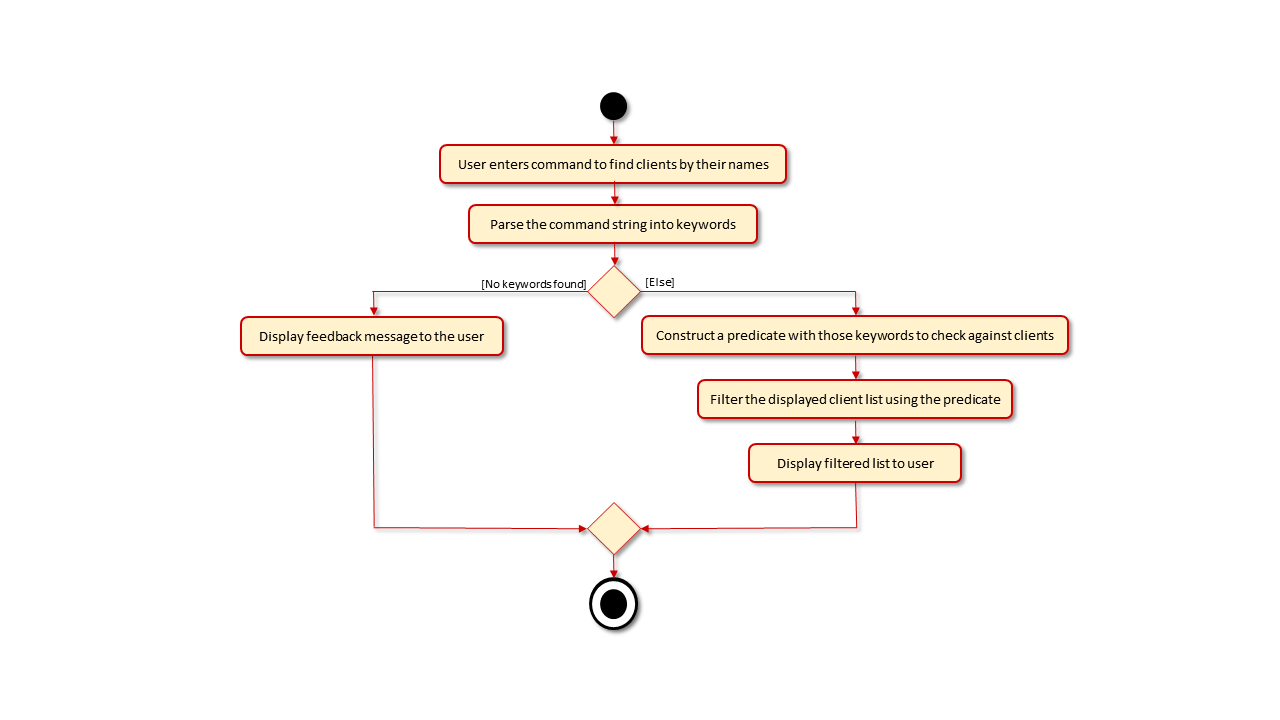 User enters command to find clients by their names
Parse the command string into keywords
[No keywords found]
[Else]
Display feedback message to the user
Construct a predicate with those keywords to check against clients
Filter the displayed client list using the predicate
Display filtered list to user